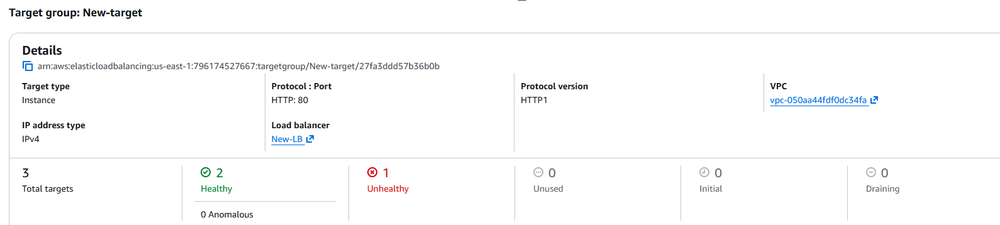 Target group: New-target
Details
arn:aws:elasticloadbalancing:us-east-1:796174527667:targetgroup/New-target/27fa3ddd57b36b0b
Target type
Instance
Protocol : Port
HTTP: 80
Protocol version
HTTP1
VPC
vpc-050aa44fdf0dc34fa
IP address type
IPv4
Load balancer
New-LB
3
Total targets
2
Healthy
0 Anomalous
1
Unhealthy
0
Unused
0
Initial
0
Draining